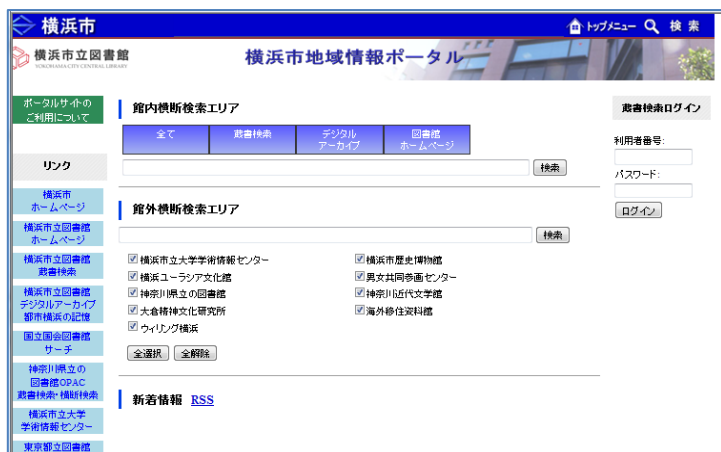 横浜市
トップメニュー 検索
横浜市立図書館
YOKOHAMA CITY CENTRAL LIBRARY
横浜市地域情報ポータル
ポータルサイトの
ご利用について
リンク
横浜市
ホームページ
横浜市立図書館
ホームページ
横浜市立図書館
蔵書検索
横浜市立図書館
デジタルアーカイブ
都市横浜の記憶
国立国会図書館
サーチ
神奈川県立の
図書館OPAC
蔵書検索・横断検索
横浜市立大学
学術情報センター
東京都立図書館
館内横断検索エリア
全て
蔵書検索
デジタル
アーカイブ
図書館
ホームページ
検索
館外横断検索エリア
検索
横浜市立大学学術情報センター
横浜市歴史博物館
横浜ユーラシア文化館
男女共同参画センター
神奈川県立の図書館
神奈川近代文学館
大倉精神文化研究所
海外移住資料館
ウィリング横浜
全選択 全解除
新着情報 RSS
蔵書検索ログイン
利用者番号:
パスワード:
ログイン